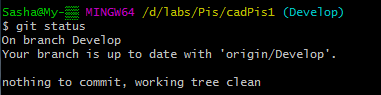 Sasha@My-▒▒ MINGW64 /d/labs/Pis/cadPis1 (Develop)
$ git status
On branch Develop
Your branch is up to date with 'origin/Develop'.

nothing to commit, working tree clean